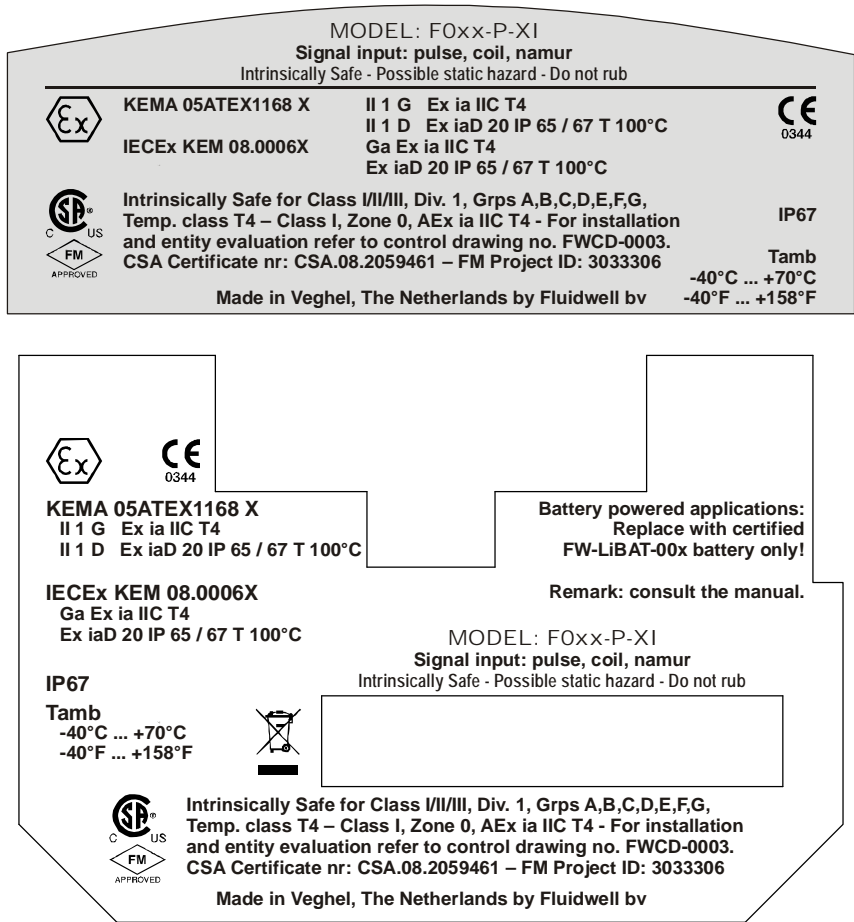 MODEL: F0xx-P-XI
Signal input: pulse, coil, namur
Intrinsically Safe - Possible static hazard - Do not rub
Ex
KEMA 05ATEX1168 X II 1 G Ex ia IIC T4
II 1 D Ex iaD 20 IP 65 / 67 T 100°C
IECEx KEM 08.0006X Ga Ex ia IIC T4
Ex iaD 20 IP 65 / 67 T 100°C
CE
0344
SA®
C US
FM
APPROVED
Intrinsically Safe for Class I/II/III, Div. 1, Grps A,B,C,D,E,F,G,
Temp. class T4 – Class I, Zone 0, AEx ia IIC T4 - For installation
and entity evaluation refer to control drawing no. FWCD-0003.
CSA Certificate nr: CSA.08.2059461 – FM Project ID: 3033306
Made in Veghel, The Netherlands by Fluidwell bv
IP67
Tamb
-40°C ... +70°C
-40°F ... +158°F
Ex
CE
0344
KEMA 05ATEX1168 X
II 1 G Ex ia IIC T4
II 1 D Ex iaD 20 IP 65 / 67 T 100°C
IECEx KEM 08.0006X
Ga Ex ia IIC T4
Ex iaD 20 IP 65 / 67 T 100°C
IP67
Tamb
-40°C ... +70°C
-40°F ... +158°F
Battery powered applications:
Replace with certified
FW-LiBAT-00x battery only!
Remark: consult the manual.
MODEL: F0xx-P-XI
Signal input: pulse, coil, namur
Intrinsically Safe - Possible static hazard - Do not rub
SA®
C US
FM
APPROVED
Intrinsically Safe for Class I/II/III, Div. 1, Grps A,B,C,D,E,F,G,
Temp. class T4 – Class I, Zone 0, AEx ia IIC T4 - For installation
and entity evaluation refer to control drawing no. FWCD-0003.
CSA Certificate nr: CSA.08.2059461 – FM Project ID: 3033306
Made in Veghel, The Netherlands by Fluidwell bv